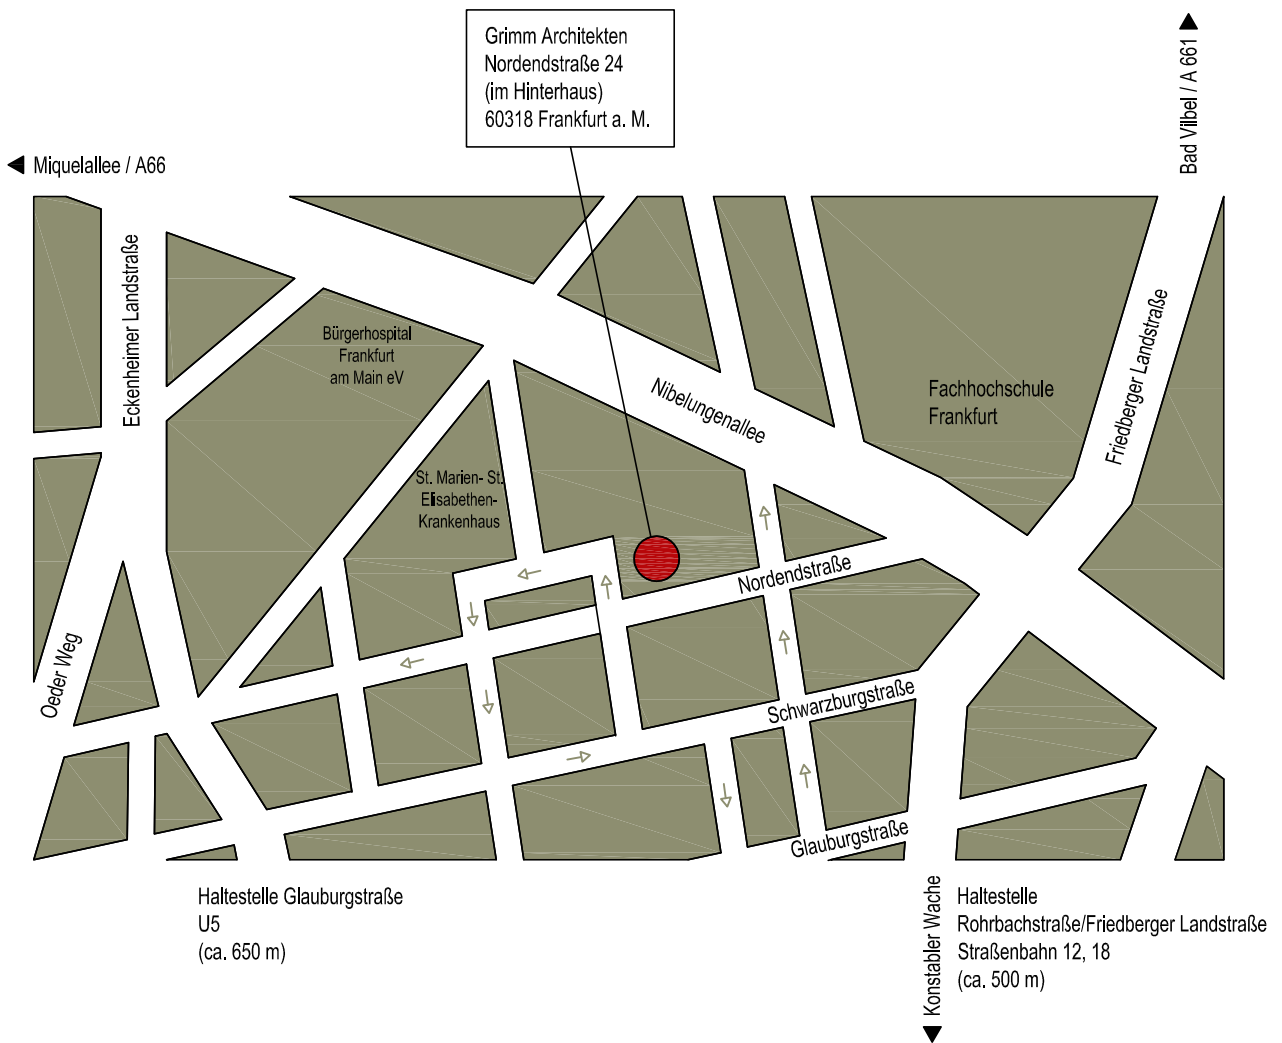 Grimm Architekten
Nordendstraße 24
(im Hinterhaus)
60318 Frankfurt a. M.
Bad Vilbel / A 661
Miquelallee / A66
Eckenheimer Landstraße
Bürgerhospital
Frankfurt
am Main eV
Nibelungenallee
Fachhochschule
Frankfurt
Friedberger Landstraße
St. Marien- St.
Elisabethen-
Krankenhaus
Nordendstraße
Oeder Weg
Schwarzburgstraße
Glauburgstraße
Haltestelle Glauburgstraße
U5
(ca. 650 m)
Konstabler Wache
Haltestelle
Rohrbachstraße/Friedberger Landstraße
Straßenbahn 12, 18
(ca. 500 m)